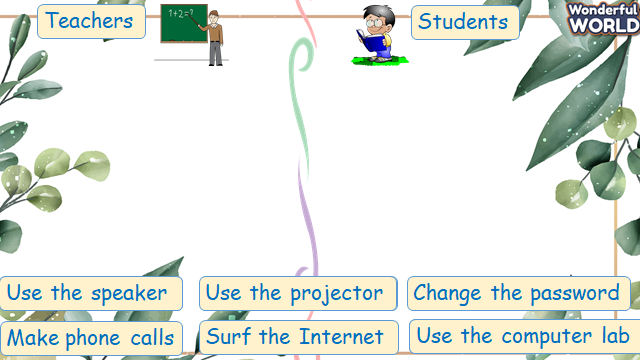 Teachers
1+2=?
Students
Wonderful
WORLD
Use the speaker
Use the projector
Change the password
Make phone calls
Surf the Internet
Use the computer lab